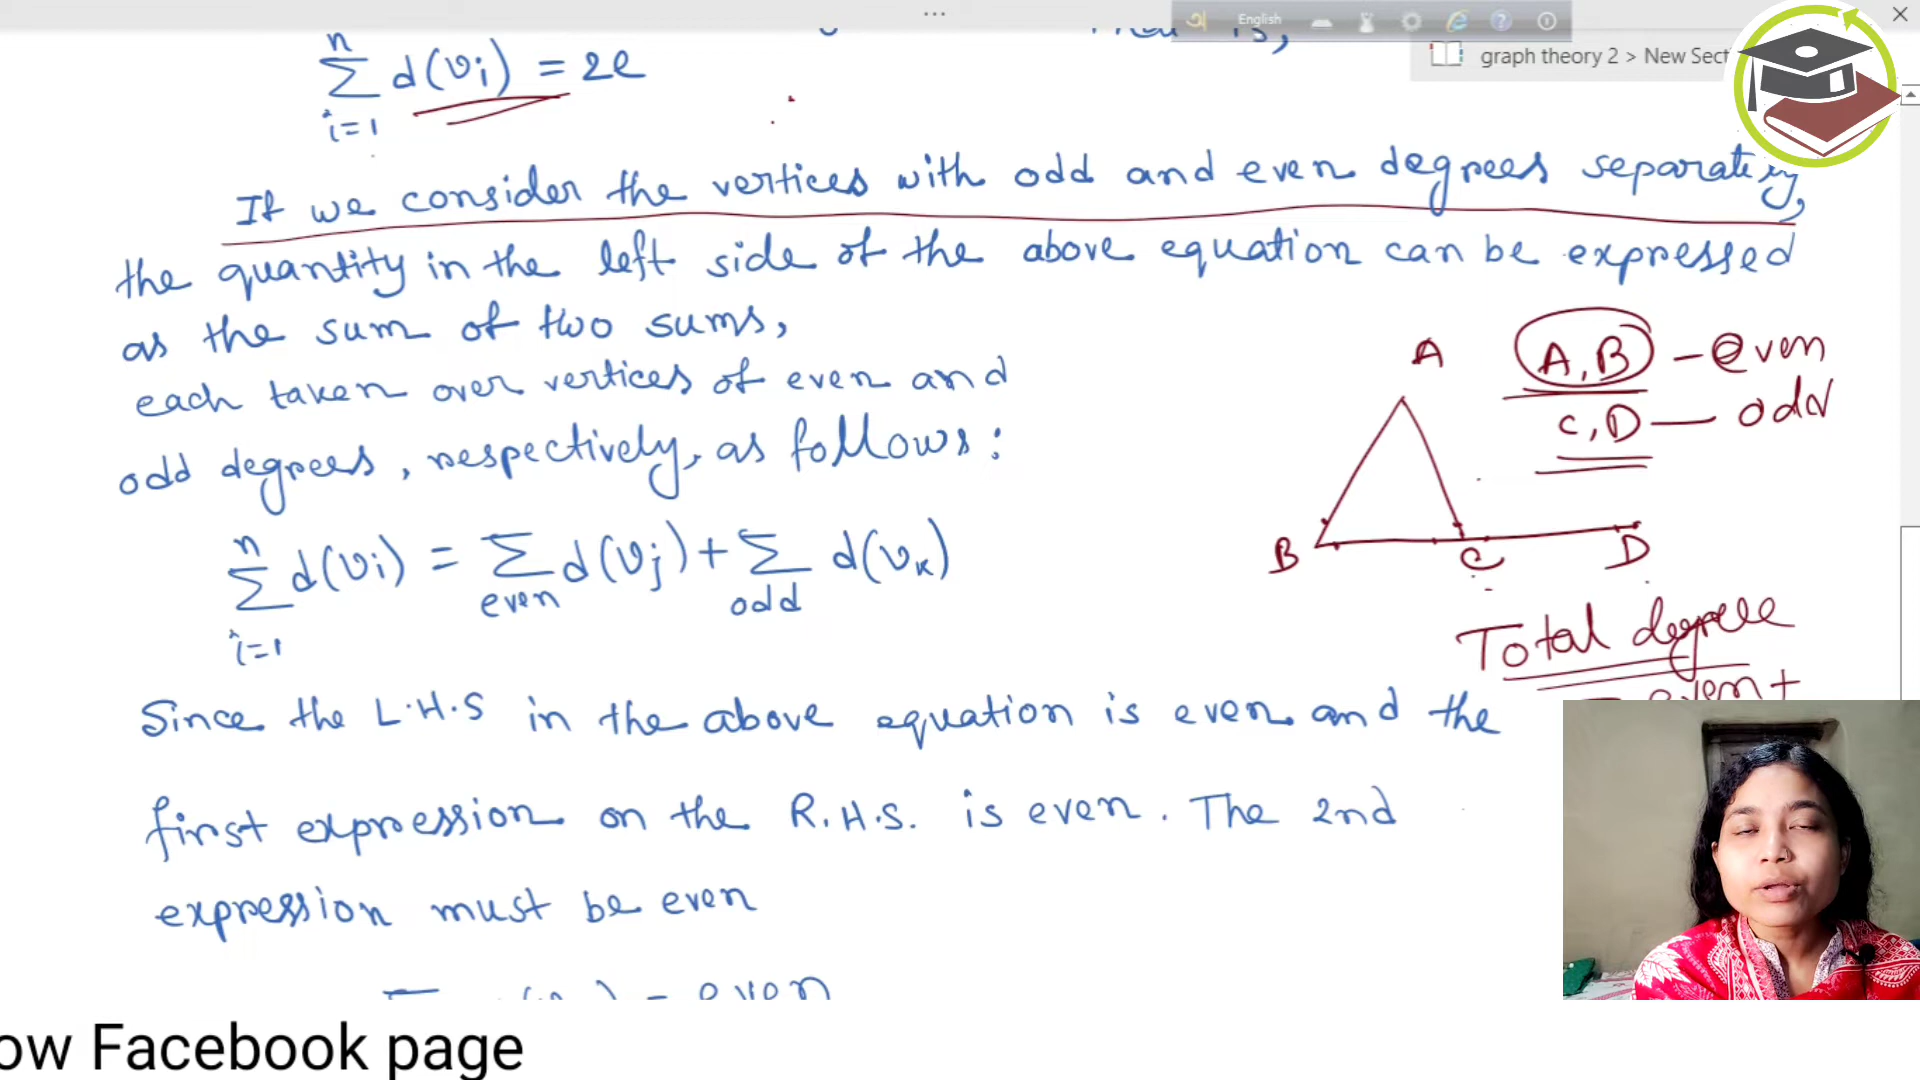 English
graph theory 2 > New Sect
is,
n
Σ d(vi) = 2e
i=1
If we consider the vertices with odd and even degrees separately,
the quantity in the left side of the above equation can be expressed
as the sum of two sums,
each taken over vertices of even and
odd degrees, respectively, as follows:
A
A, B — even
C, D — odd
B
C
D
n
Σ d(vi) = Σ d(vj) + Σ d(vk)
i=1 even odd
Total degree
= even +
Since the L.H.S in the above equation is even and the
first expression on the R.H.S. is even. The 2nd
expression must be even
= even
ow Facebook page